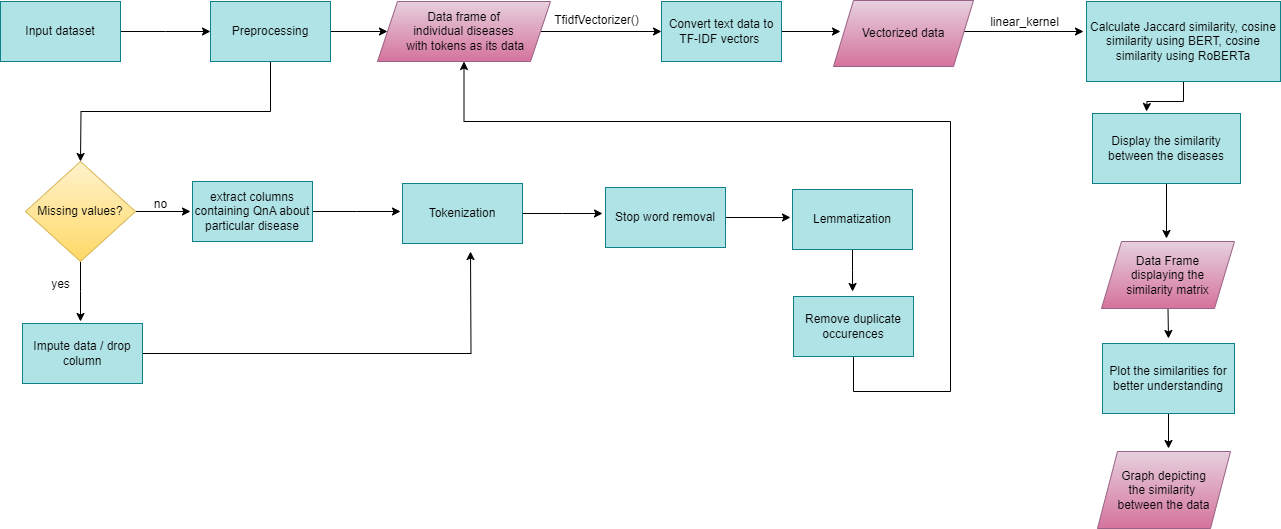 Input dataset
Preprocessing
Data frame of
individual diseases
with tokens as its data
TfidfVectorizer()
Convert text data to
TF-IDF vectors
Vectorized data
linear_kernel
Calculate Jaccard similarity, cosine
similarity using BERT, cosine
similarity using RoBERTa
Display the similarity
between the diseases
Missing values?
no
extract columns
containing QnA about
particular disease
Tokenization
Stop word removal
Lemmatization
yes
Impute data / drop
column
Remove duplicate
occurences
Data Frame
displaying the
similarity matrix
Plot the similarities for
better understanding
Graph depicting
the similarity
between the data